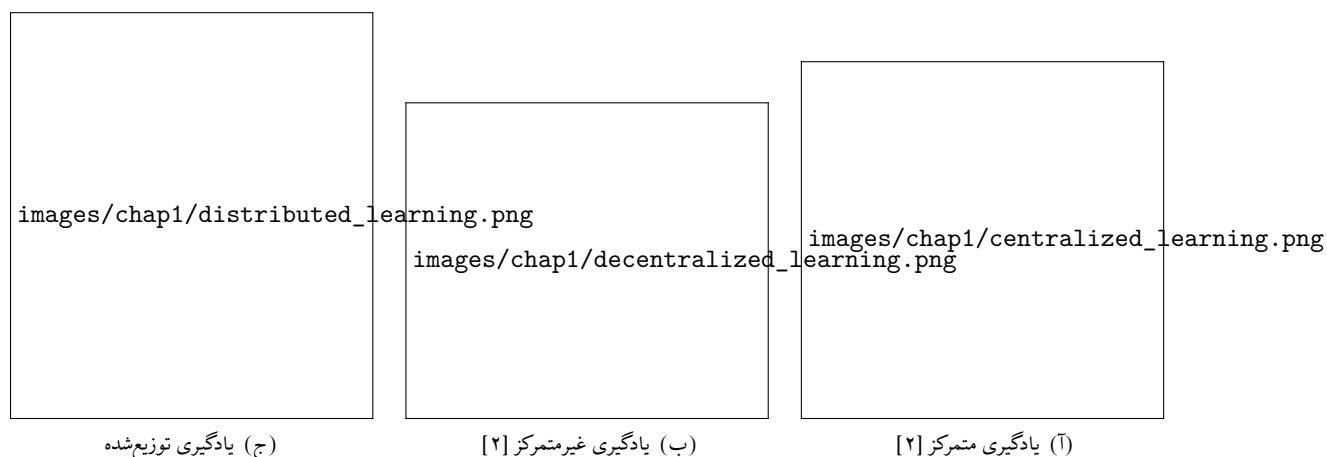 images/chap1/distributed_learning.png
images/chap1/centralized_learning.png
images/chap1/decentralized_learning.png
(آ) یادگیری متمرکز [۲]
(ب) یادگیری غیرمتمرکز [۲]
(ج) یادگیری توزیع‌شده